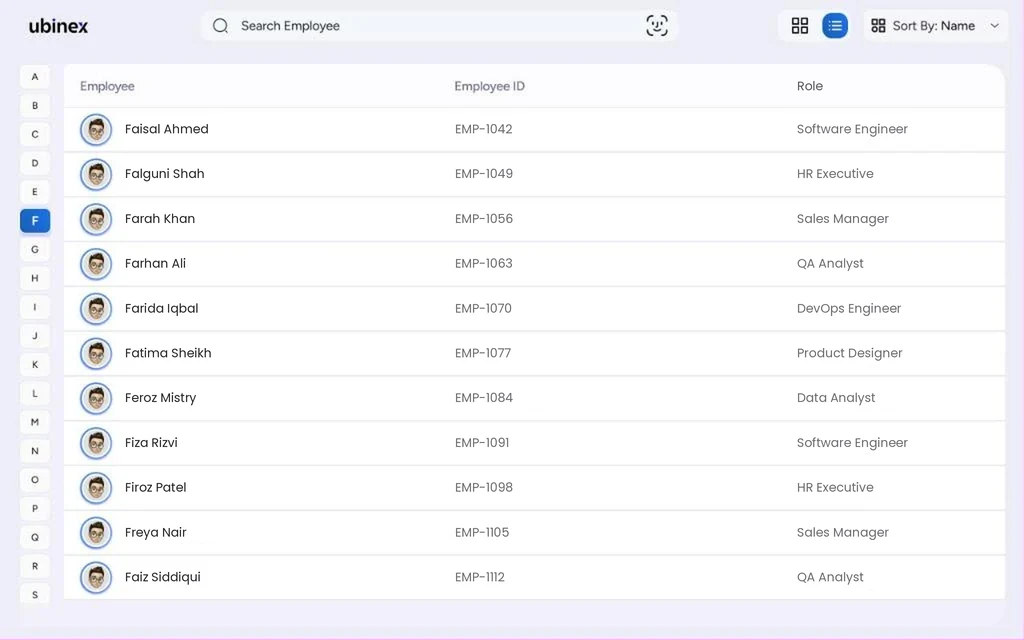 ubinex
Search Employee
Sort By: Name
A
B
C
D
E
F
G
H
I
J
K
L
M
N
O
P
Q
R
S
Employee Employee ID Role
Faisal Ahmed EMP-1042 Software Engineer
Falguni Shah EMP-1049 HR Executive
Farah Khan EMP-1056 Sales Manager
Farhan Ali EMP-1063 QA Analyst
Farida Iqbal EMP-1070 DevOps Engineer
Fatima Sheikh EMP-1077 Product Designer
Feroz Mistry EMP-1084 Data Analyst
Fiza Rizvi EMP-1091 Software Engineer
Firoz Patel EMP-1098 HR Executive
Freya Nair EMP-1105 Sales Manager
Faiz Siddiqui EMP-1112 QA Analyst